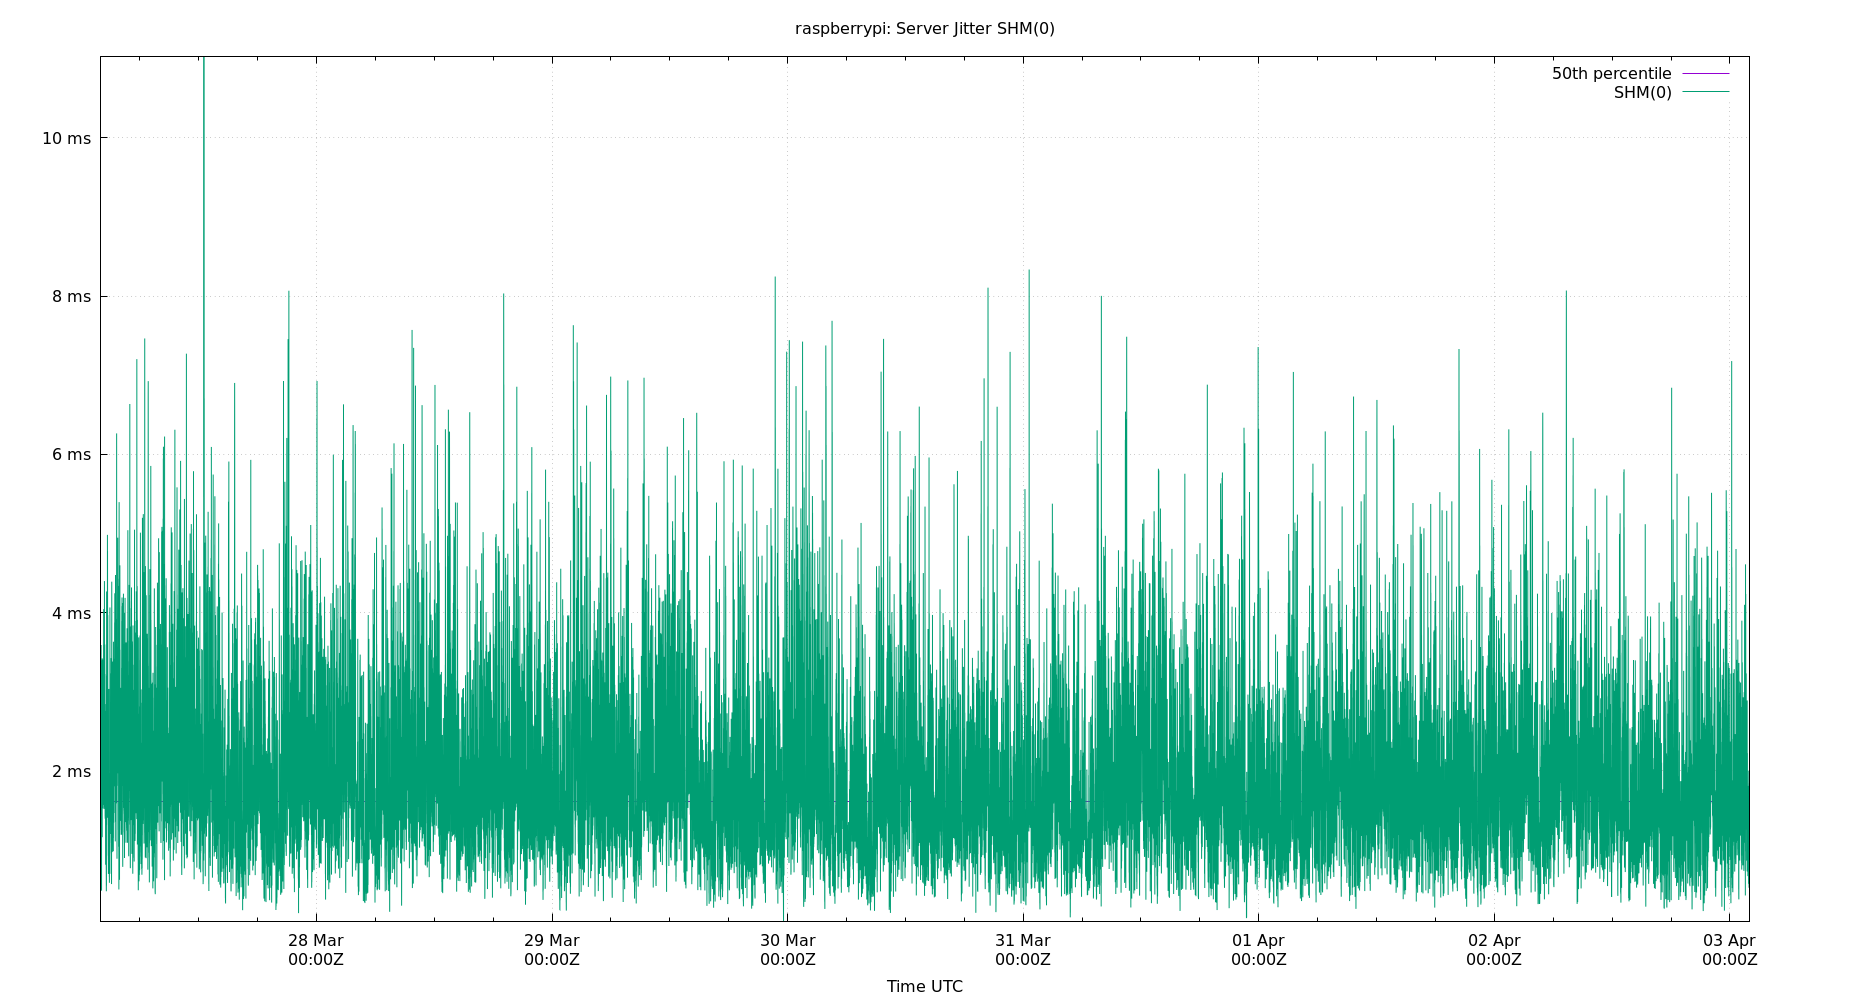 raspberrypi: Server Jitter SHM(0)
50th percentile
SHM(0)
10 ms
8 ms
6 ms
4 ms
2 ms
28 Mar 29 Mar 30 Mar 31 Mar 01 Apr 02 Apr 03 Apr
00:00Z 00:00Z 00:00Z 00:00Z 00:00Z 00:00Z 00:00Z
Time UTC